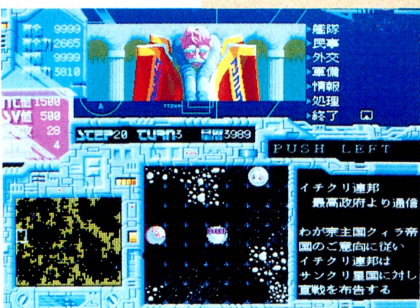 9999
2665
9999
5810
艦隊
民事
外交
軍備
情報
処理
終了
1500
500
28
4
STEP20 TURN3 3989
PUSH LEFT
イチクリ連邦
最高政府より通信
わが宗主国クィラ帝
国のご意向に従い
イチクリ連邦は
サンクリ星国に対し
宣戦を布告する